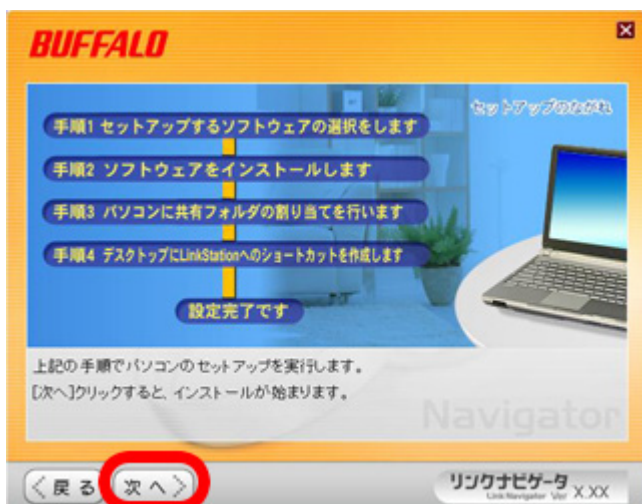 BUFFALO
セットアップのながれ
手順1 セットアップするソフトウェアの選択をします
手順2 ソフトウェアをインストールします
手順3 パソコンに共有フォルダの割り当てを行います
手順4 デスクトップにLinkStationへのショートカットを作成します
設定完了です
上記の手順でパソコンのセットアップを実行します。
[次へ]クリックすると、インストールが始まります。
Navigator
戻る
次へ
リンクナビゲータ
Link Navigator Ver X.XX